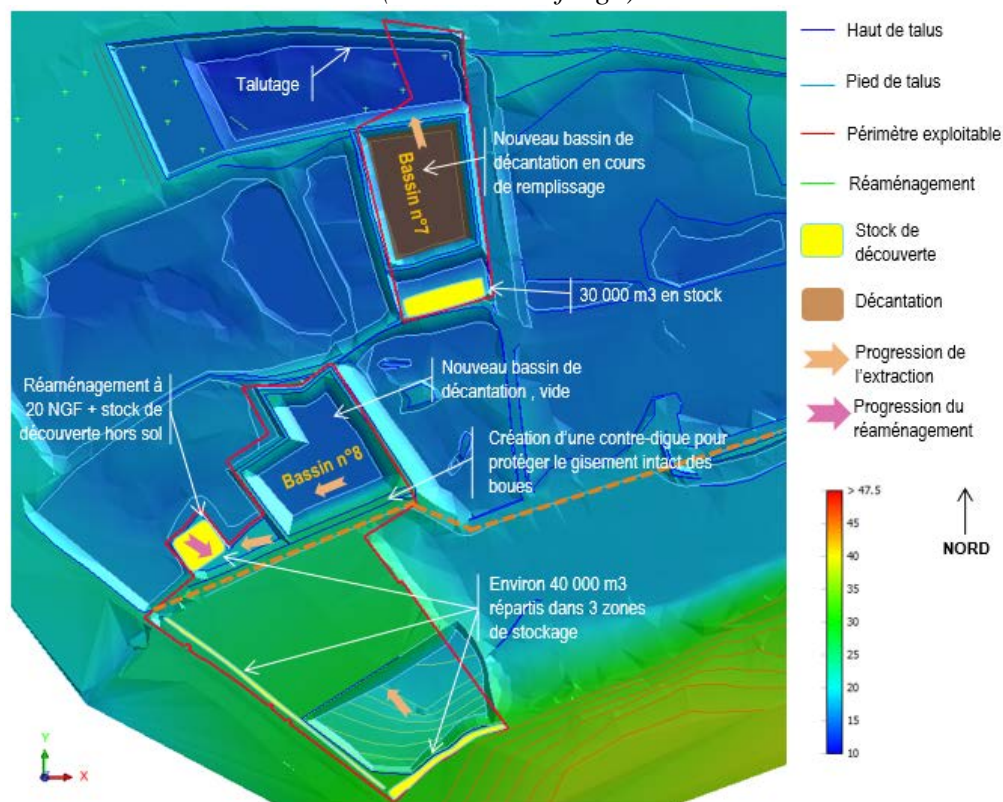 Talutage
Nouveau bassin de
décantation en cours
de remplissage
Bassin n°7
30 000 m3 en stock
Réaménagement à
20 NGF + stock de
découverte hors sol
Nouveau bassin de
décantation , vide
Création d'une contre-digue pour
protéger le gisement intact des
boues
Bassin n°8
Environ 40 000 m3
répartis dans 3 zones
de stockage
Y
X
Haut de talus
Pied de talus
Périmètre exploitable
Réaménagement
Stock de
découverte
Décantation
Progression de
l'extraction
Progression du
réaménagement
> 47.5
45
40
35
30
25
20
15
10
NORD